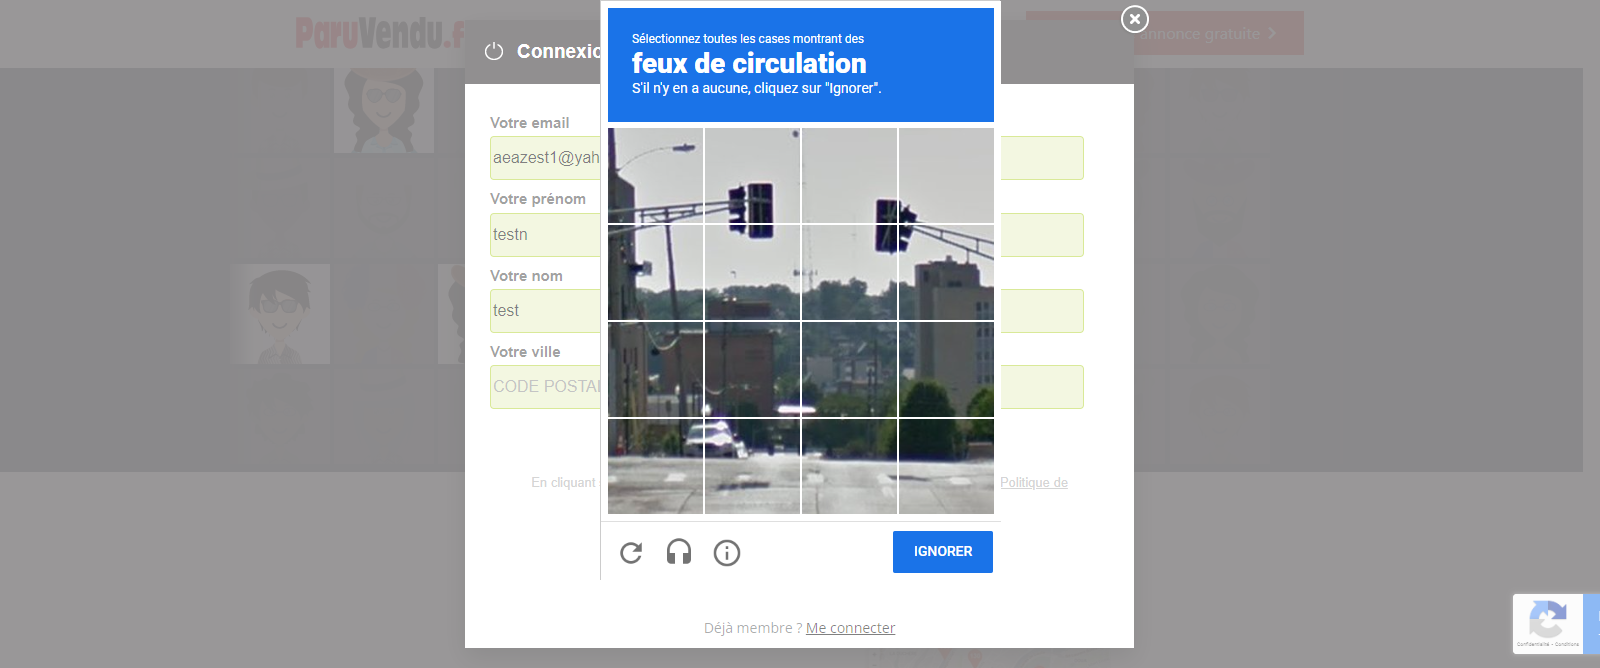 ParuVendu.f
annonce gratuite
Connexio
Sélectionnez toutes les cases montrant des
feux de circulation
S'il n'y en a aucune, cliquez sur "Ignorer".
Votre email
aeazest1@yah
Votre prénom
testn
Votre nom
test
Votre ville
CODE POSTAL
En cliquant
Politique de
IGNORER
Déjà membre ? Me connecter
Confidentialité - Conditions